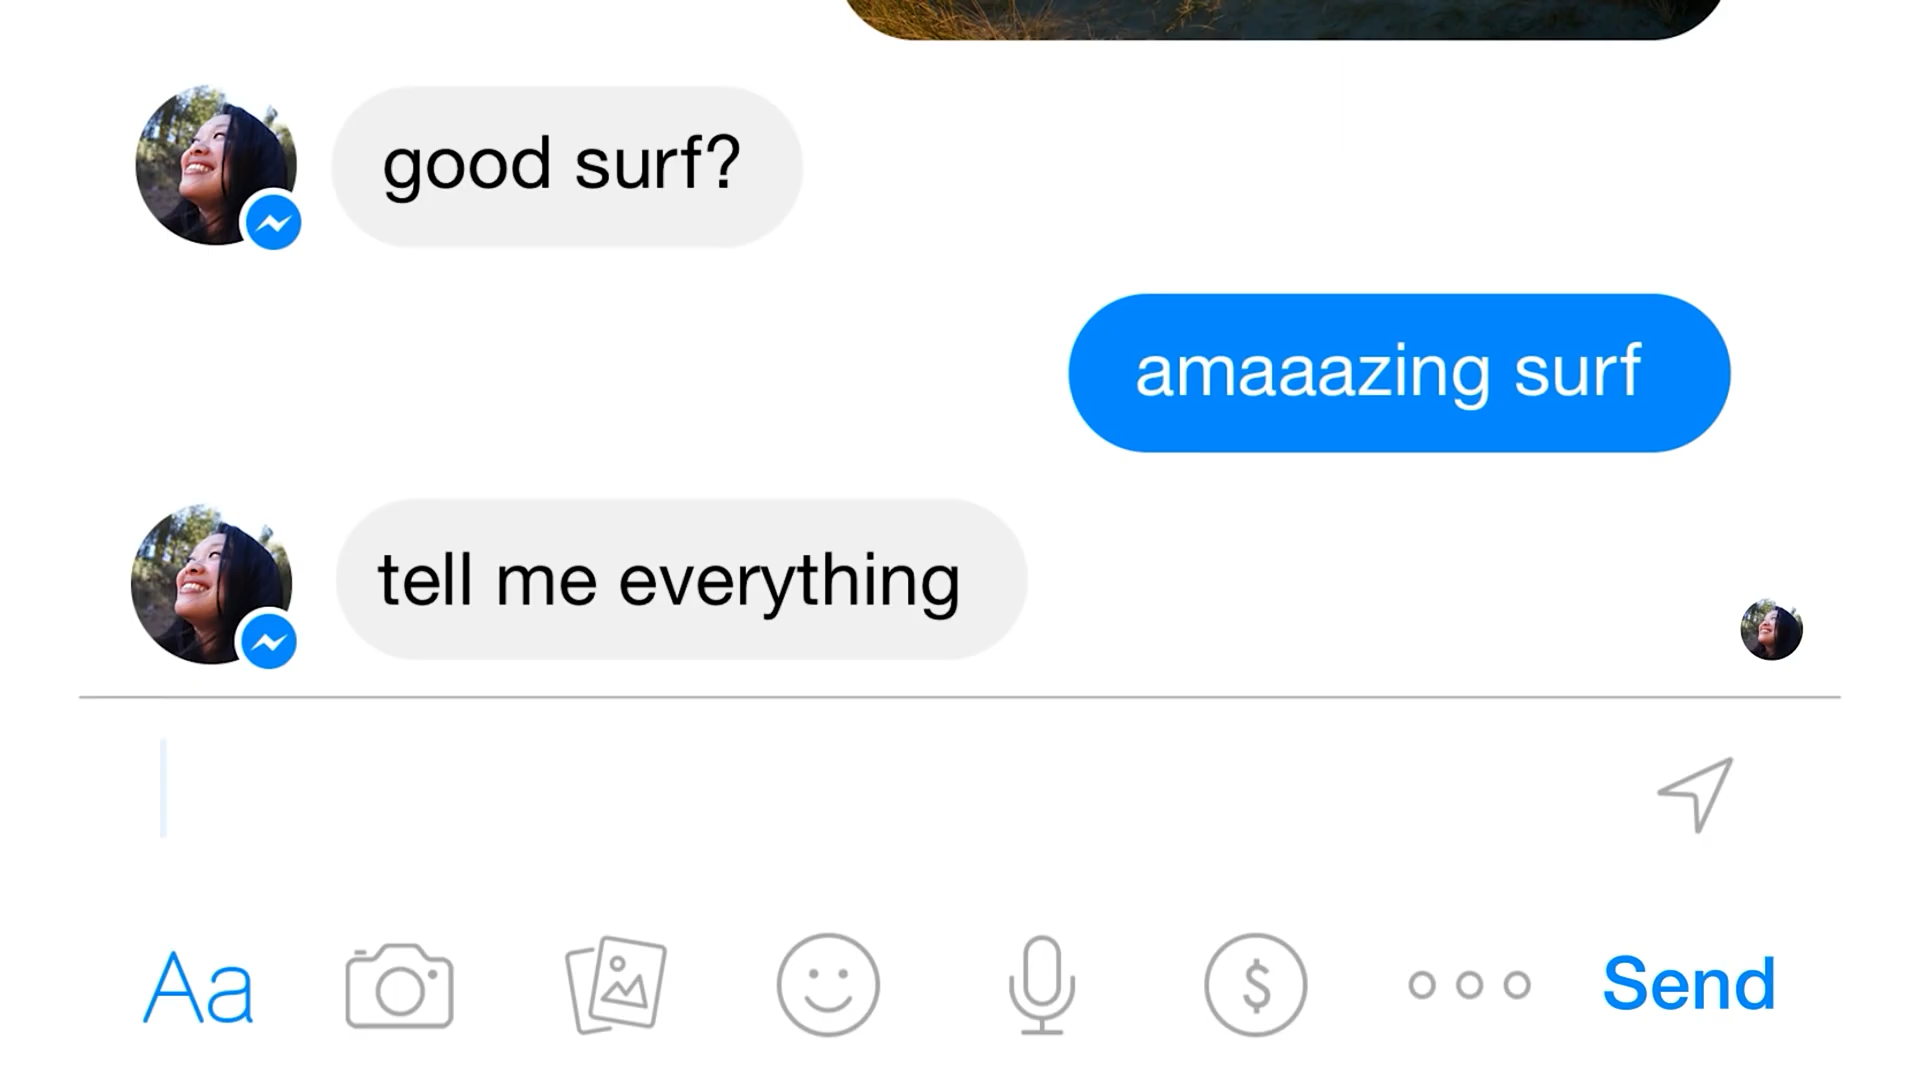 good surf?
amaaazing surf
tell me everything
Aa
$
Send